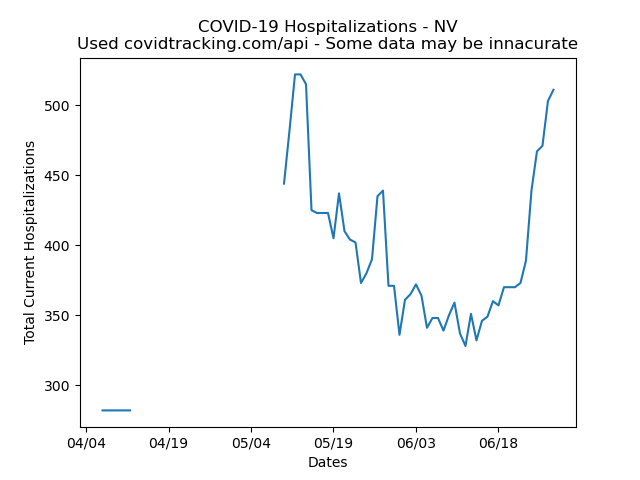 COVID-19 Hospitalizations - NV
Used covidtracking.com/api - Some data may be innacurate
500
450
400
350
300
Total Current Hospitalizations
04/04 04/19 05/04 05/19 06/03 06/18
Dates